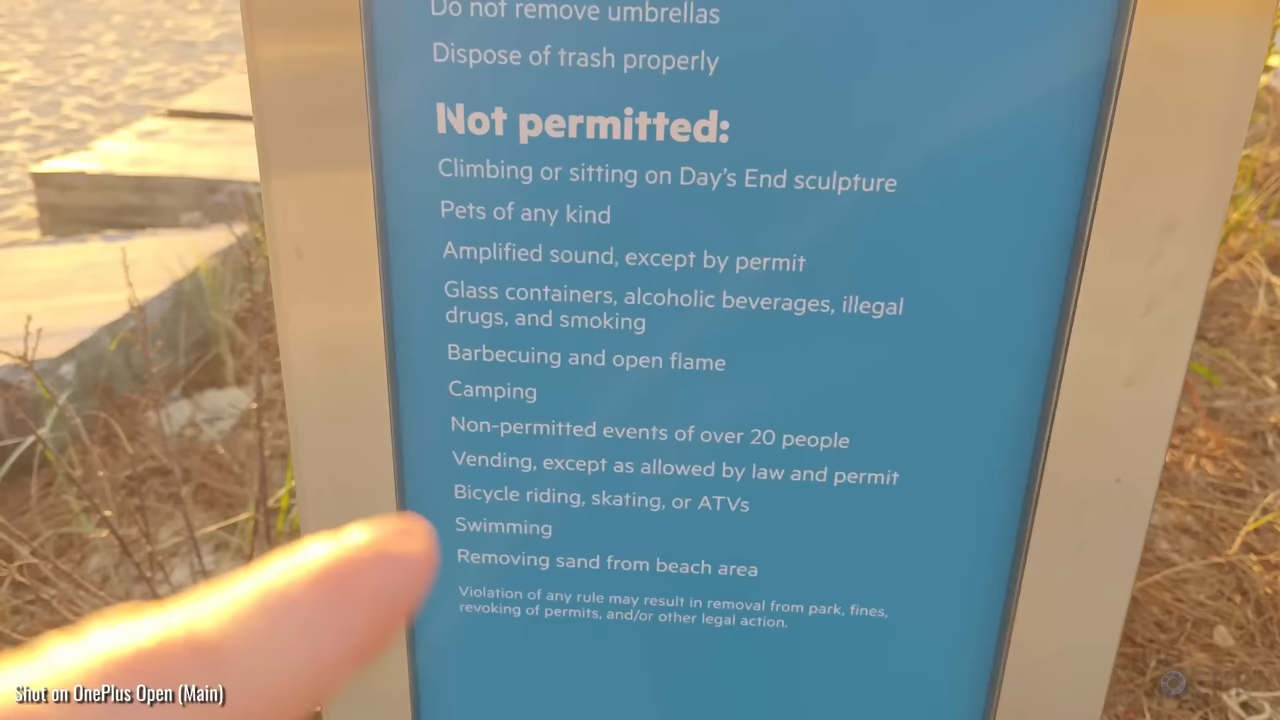 Do not remove umbrellas
Dispose of trash properly
Not permitted:
Climbing or sitting on Day's End sculpture
Pets of any kind
Amplified sound, except by permit
Glass containers, alcoholic beverages, illegal
drugs, and smoking
Barbecuing and open flame
Camping
Non-permitted events of over 20 people
Vending, except as allowed by law and permit
Bicycle riding, skating, or ATVs
Swimming
Removing sand from beach area
Violation of any rule may result in removal from park, fines,
revoking of permits, and/or other legal action.
Shot on OnePlus Open (Main)